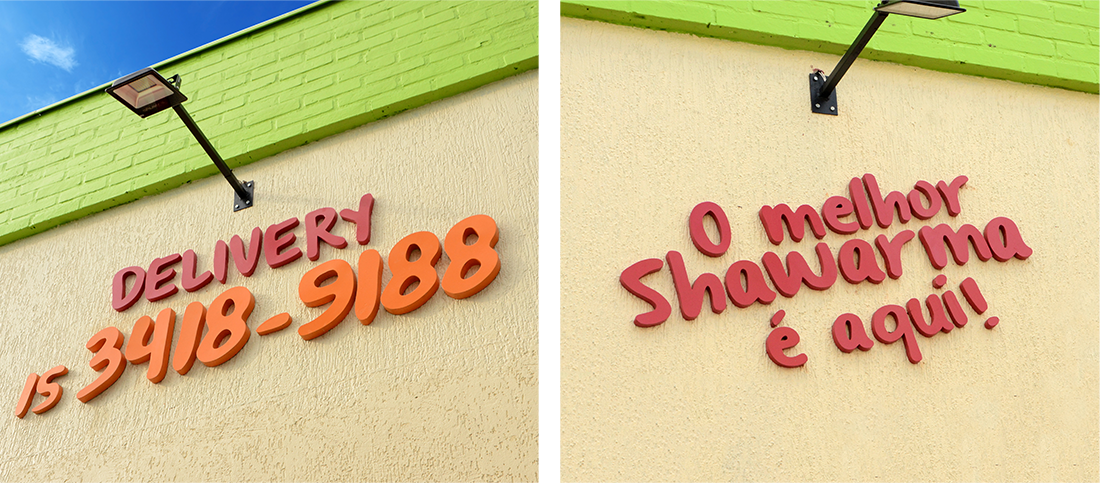 DELIVERY
15 3418-9188
O melhor
Shawarma
é aqui!